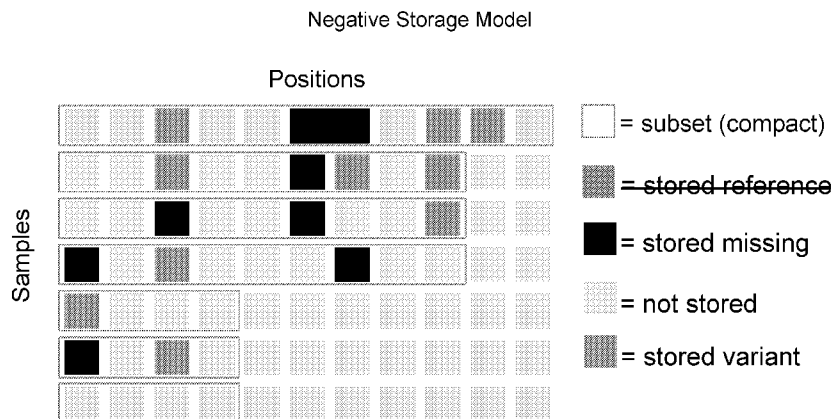 Negative Storage Model
Positions
Samples
= subset (compact)
= stored reference
= stored missing
= not stored
= stored variant